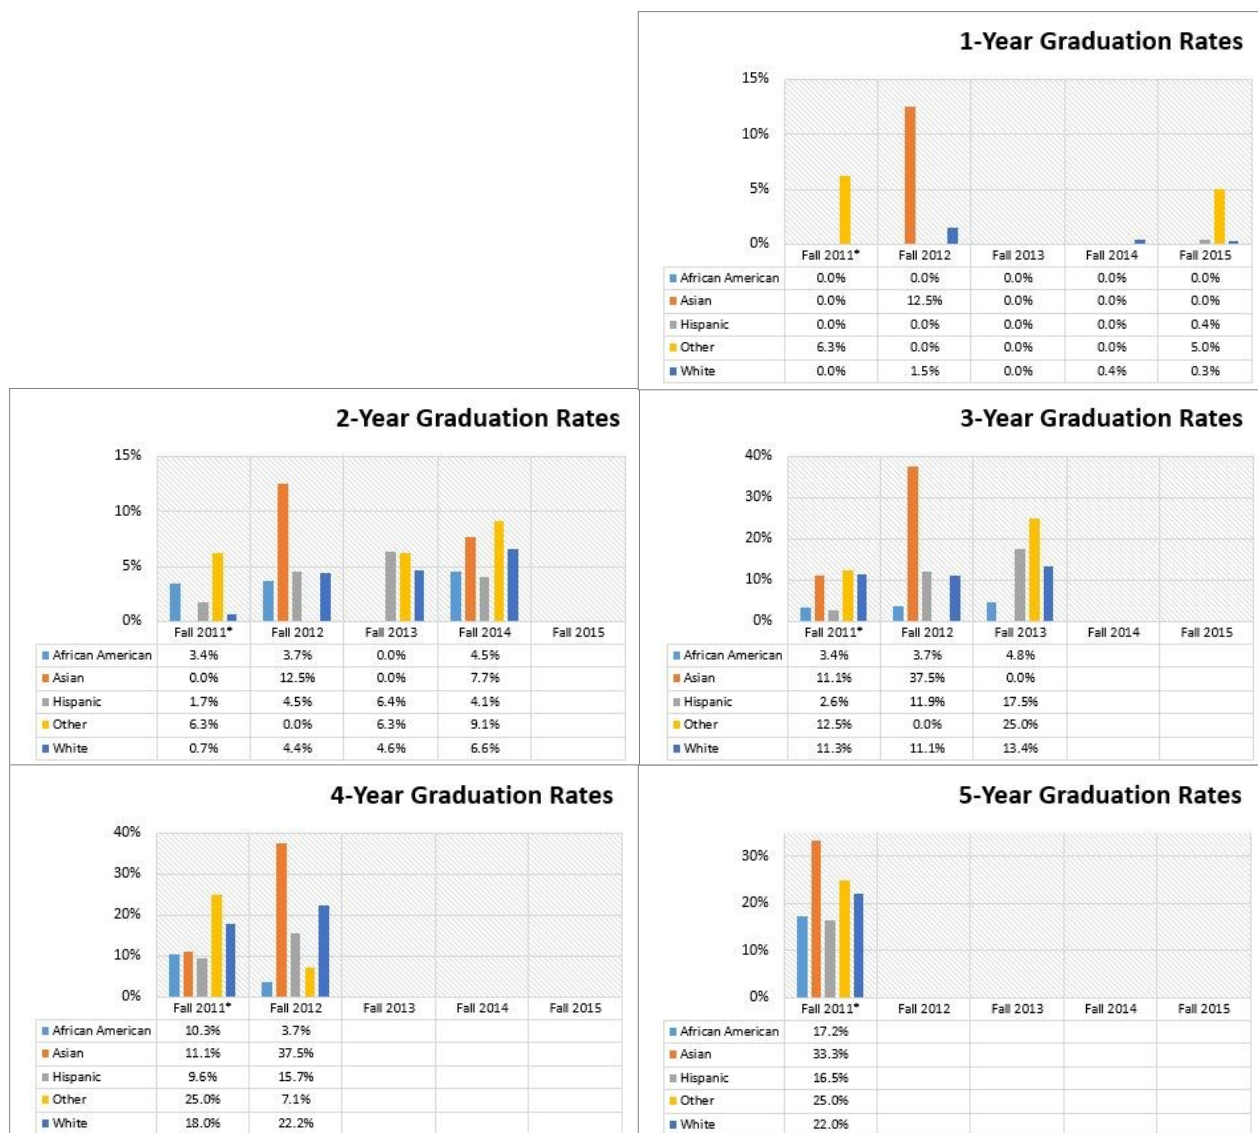 1-Year Graduation Rates
15%
10%
5%
0%
Fall 2011* Fall 2012 Fall 2013 Fall 2014 Fall 2015
African American 0.0% 0.0% 0.0% 0.0% 0.0%
Asian 0.0% 12.5% 0.0% 0.0% 0.0%
Hispanic 0.0% 0.0% 0.0% 0.0% 0.4%
Other 6.3% 0.0% 0.0% 0.0% 5.0%
White 0.0% 1.5% 0.0% 0.4% 0.3%
2-Year Graduation Rates
15%
10%
5%
0%
Fall 2011* Fall 2012 Fall 2013 Fall 2014 Fall 2015
African American 3.4% 3.7% 0.0% 4.5%
Asian 0.0% 12.5% 0.0% 7.7%
Hispanic 1.7% 4.5% 6.4% 4.1%
Other 6.3% 0.0% 6.3% 9.1%
White 0.7% 4.4% 4.6% 6.6%
3-Year Graduation Rates
40%
30%
20%
10%
0%
Fall 2011* Fall 2012 Fall 2013 Fall 2014 Fall 2015
African American 3.4% 3.7% 4.8%
Asian 11.1% 37.5% 0.0%
Hispanic 2.6% 11.9% 17.5%
Other 12.5% 0.0% 25.0%
White 11.3% 11.1% 13.4%
4-Year Graduation Rates
40%
30%
20%
10%
0%
Fall 2011* Fall 2012 Fall 2013 Fall 2014 Fall 2015
African American 10.3% 3.7%
Asian 11.1% 37.5%
Hispanic 9.6% 15.7%
Other 25.0% 7.1%
White 18.0% 22.2%
5-Year Graduation Rates
30%
20%
10%
0%
Fall 2011* Fall 2012 Fall 2013 Fall 2014 Fall 2015
African American 17.2%
Asian 33.3%
Hispanic 16.5%
Other 25.0%
White 22.0%